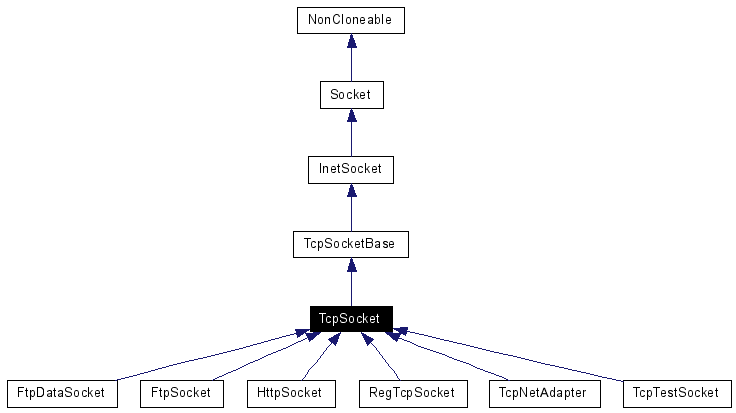 NonCloneable
Socket
InetSocket
TcpSocketBase
TcpSocket
FtpDataSocket
FtpSocket
HttpSocket
RegTcpSocket
TcpNetAdapter
TcpTestSocket